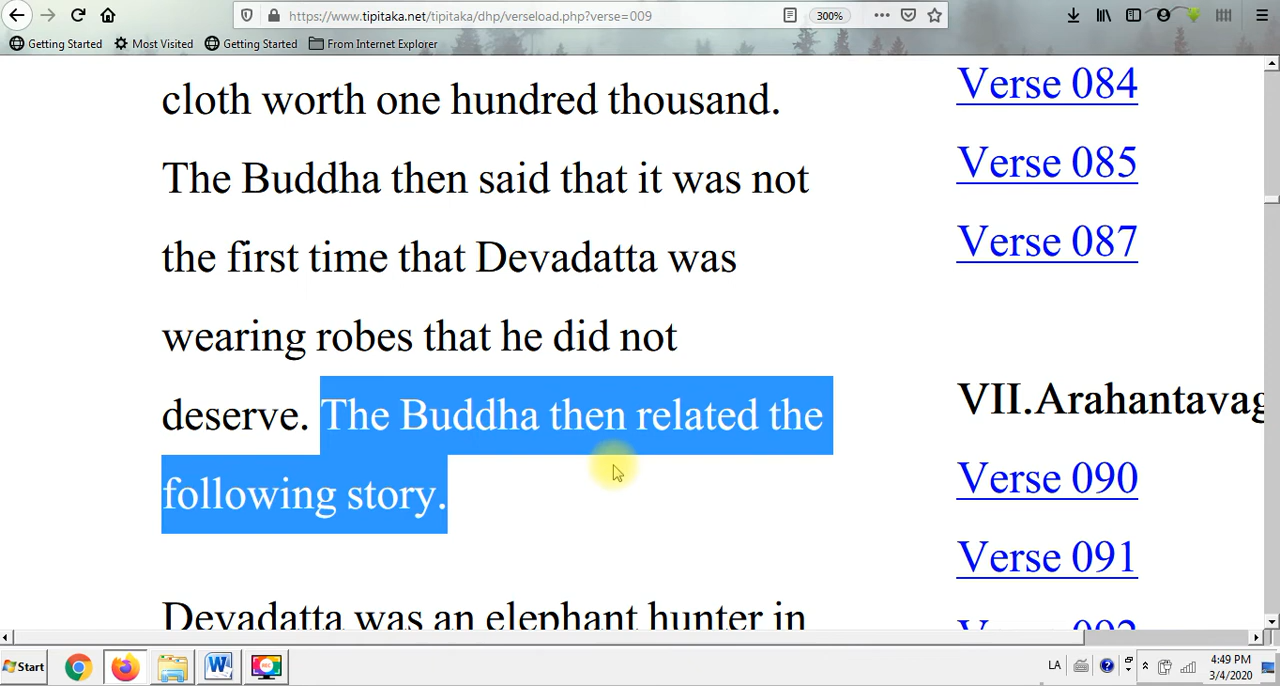 https://www.tipitaka.net/tipitaka/dhp/verseload.php?verse=009
300%
Getting Started
Most Visited
Getting Started
From Internet Explorer
cloth worth one hundred thousand.
The Buddha then said that it was not
the first time that Devadatta was
wearing robes that he did not
deserve. The Buddha then related the
following story.
Devadatta was an elephant hunter in
Verse 084
Verse 085
Verse 087
VII.Arahantavag
Verse 090
Verse 091
Verse 092
Start
LA
4:49 PM
3/4/2020